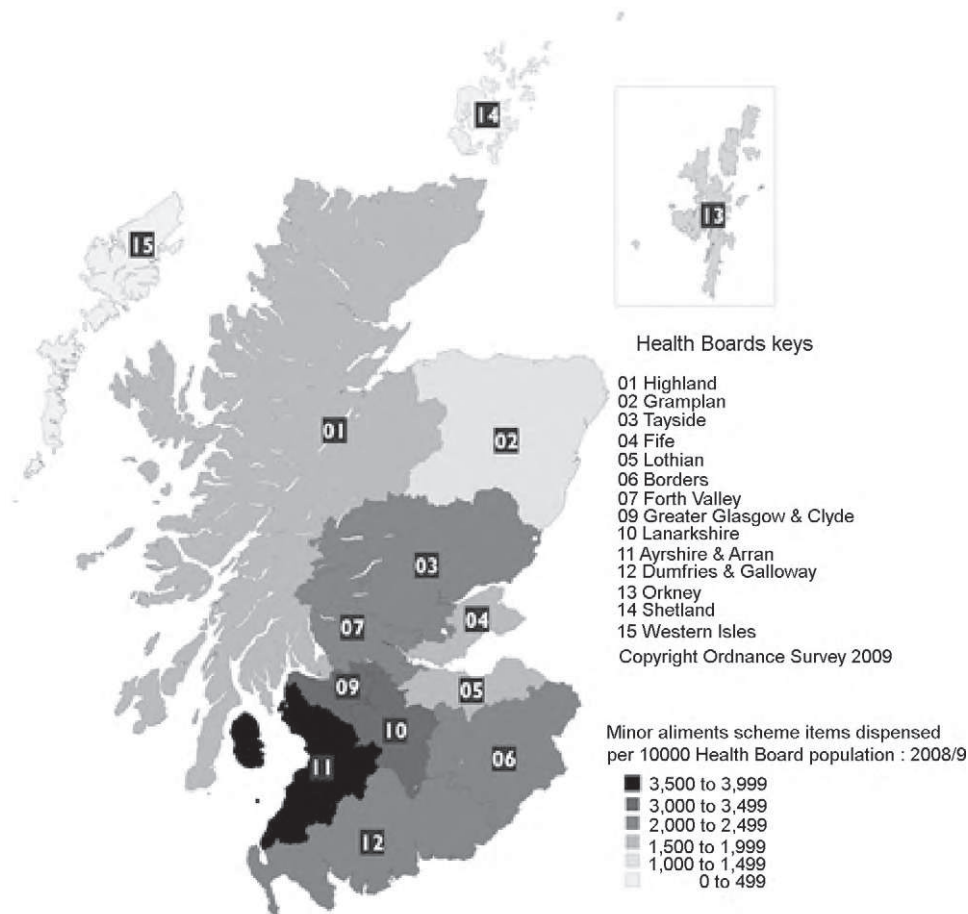 14
15
13
Health Boards keys
01 Highland
02 Gramplan
03 Tayside
04 Fife
05 Lothian
06 Borders
07 Forth Valley
09 Greater Glasgow & Clyde
10 Lanarkshire
11 Ayrshire & Arran
12 Dumfries & Galloway
13 Orkney
14 Shetland
15 Western Isles
Copyright Ordnance Survey 2009
01
02
03
04
07
05
09
10
06
11
12
Minor aliments scheme items dispensed
per 10000 Health Board population : 2008/9
3,500 to 3,999
3,000 to 3,499
2,000 to 2,499
1,500 to 1,999
1,000 to 1,499
0 to 499